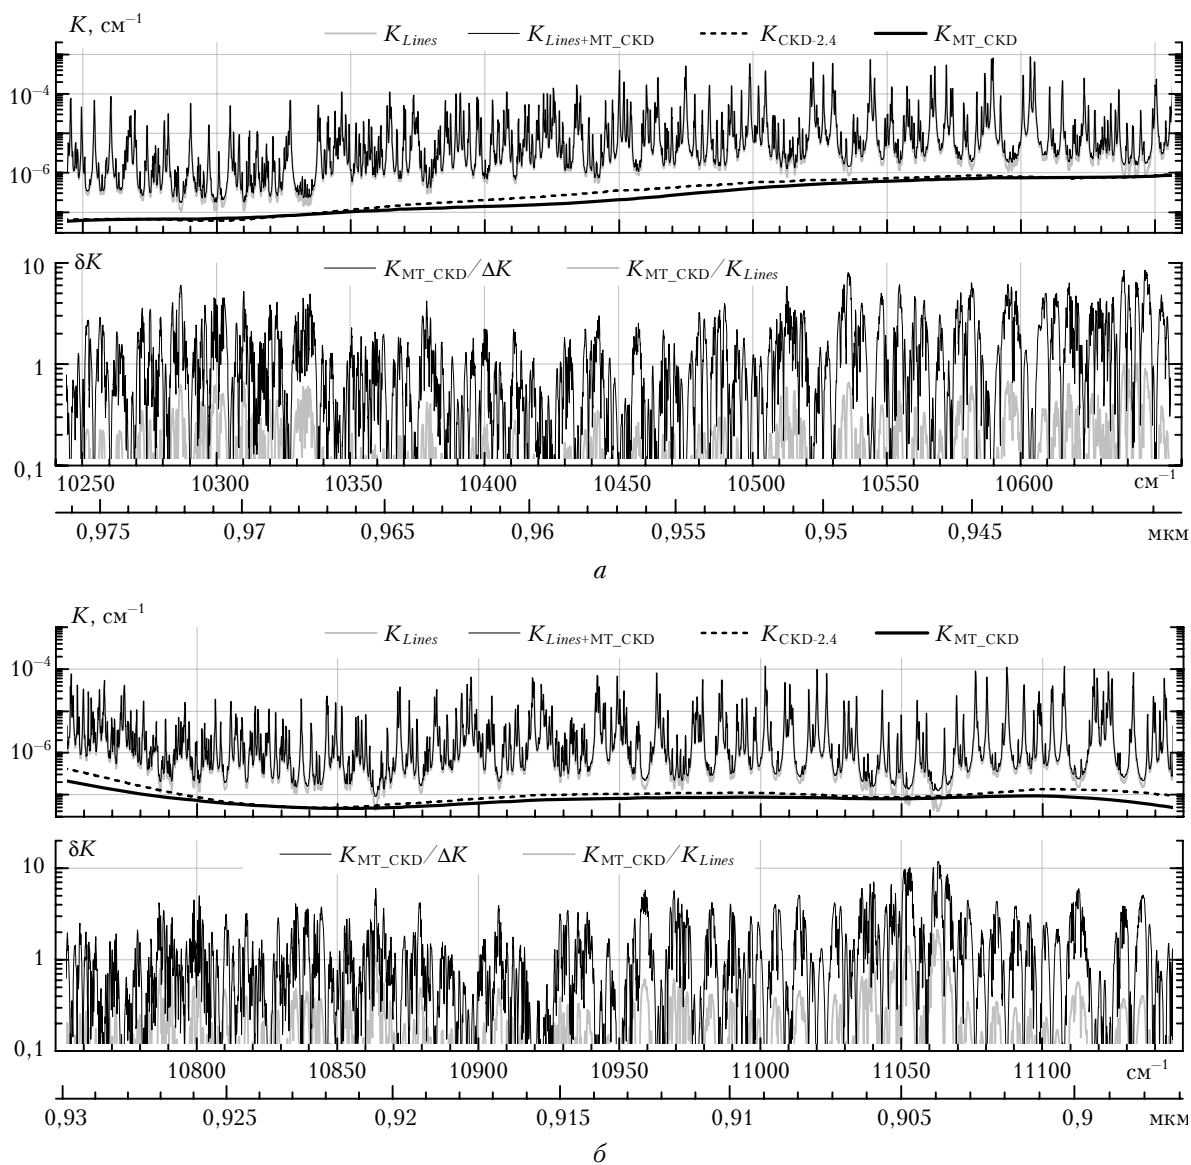 K, см⁻¹
K_Lines K_Lines+MT_CKD K_CKD-2.4 K_MT_CKD
10⁻⁴
10⁻⁶
10 δK K_MT_CKD/ΔK K_MT_CKD/K_Lines
1
0,1
10250 10300 10350 10400 10450 10500 10550 10600 см⁻¹
0,975 0,97 0,965 0,96 0,955 0,95 0,945 мкм
а
K, см⁻¹
K_Lines K_Lines+MT_CKD K_CKD-2.4 K_MT_CKD
10⁻⁴
10⁻⁶
δK K_MT_CKD/ΔK K_MT_CKD/K_Lines
10
1
0,1
10800 10850 10900 10950 11000 11050 11100 см⁻¹
0,93 0,925 0,92 0,915 0,91 0,905 0,9 мкм
б